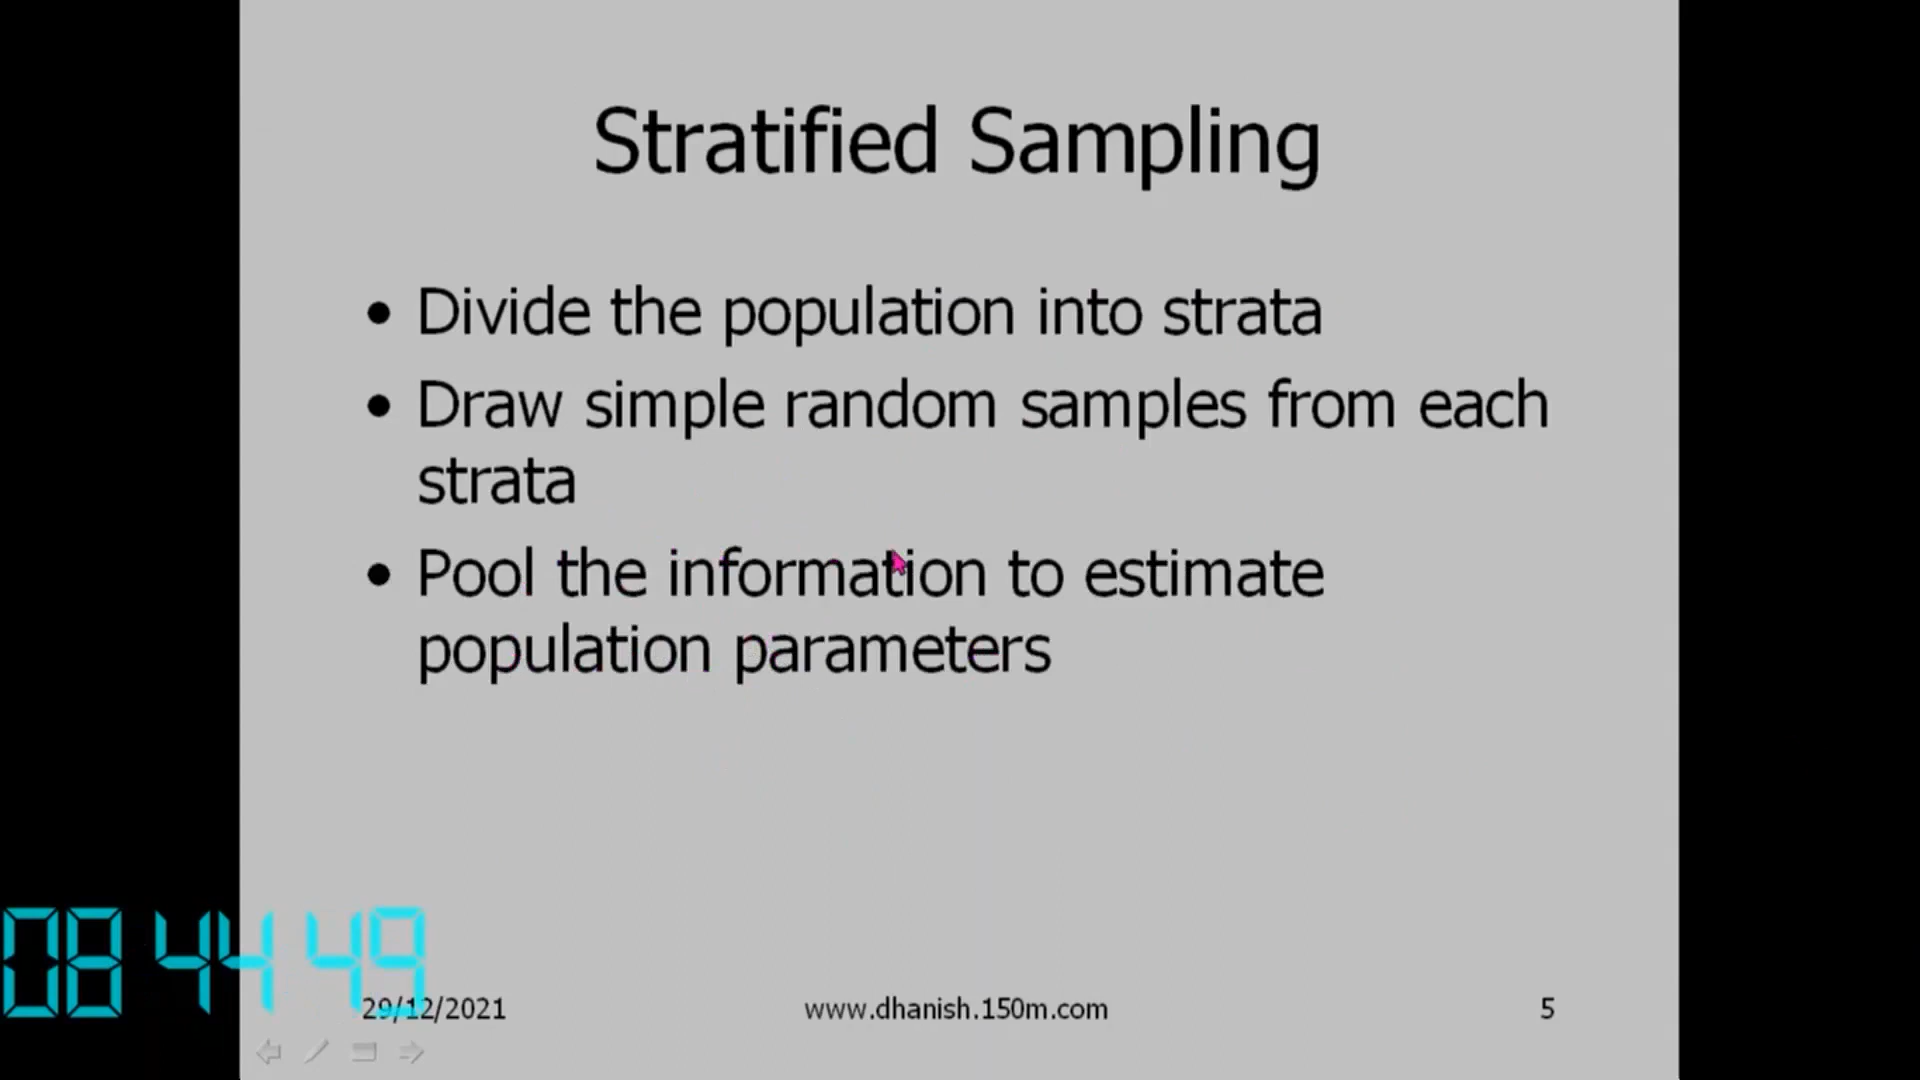 Stratified Sampling
• Divide the population into strata
• Draw simple random samples from each
strata
• Pool the information to estimate
population parameters
08 44 49
29/12/2021 www.dhanish.150m.com 5